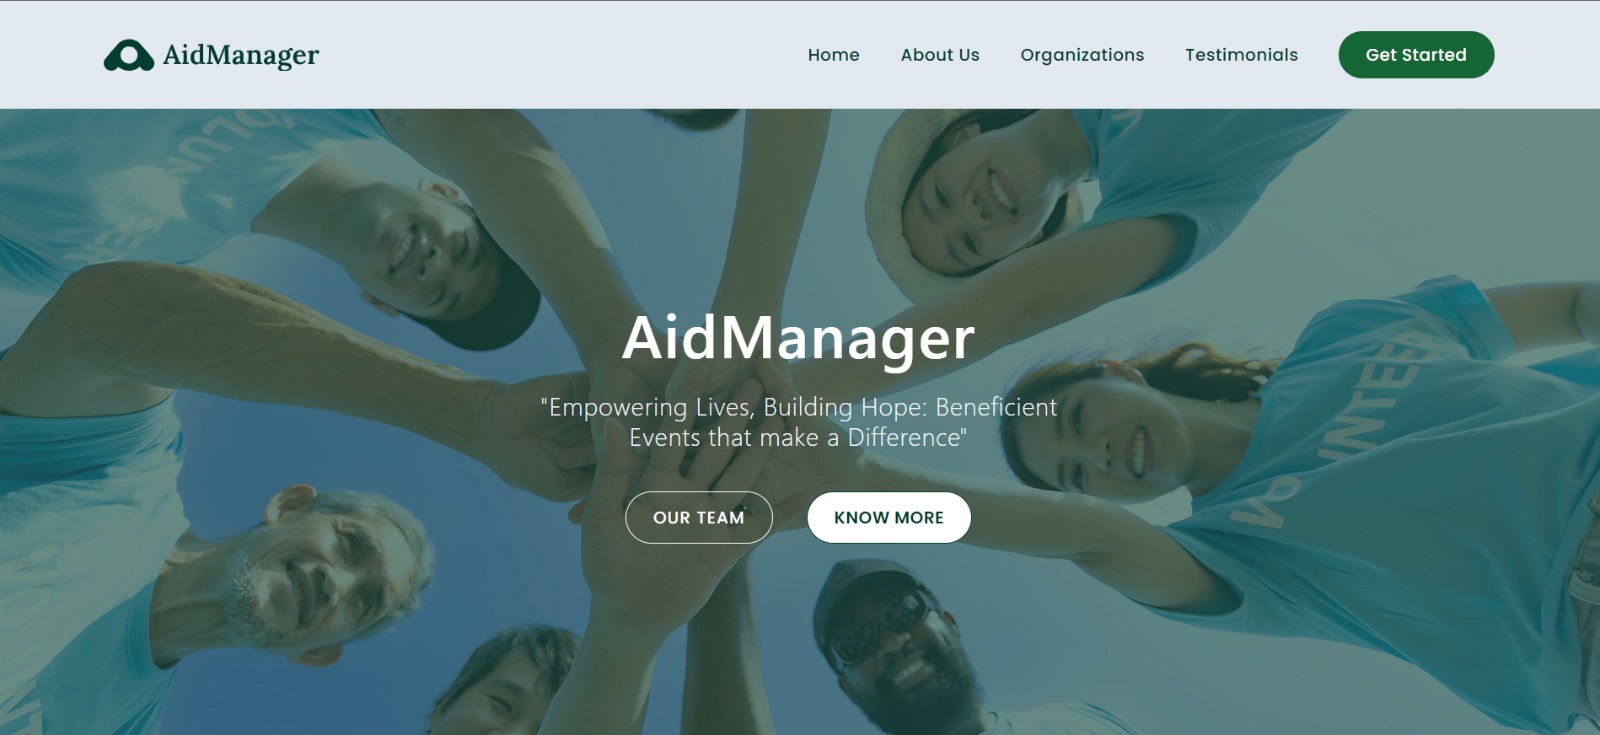 AidManager
Home About Us Organizations Testimonials Get Started
AidManager
"Empowering Lives, Building Hope: Beneficient
Events that make a Difference"
OUR TEAM KNOW MORE